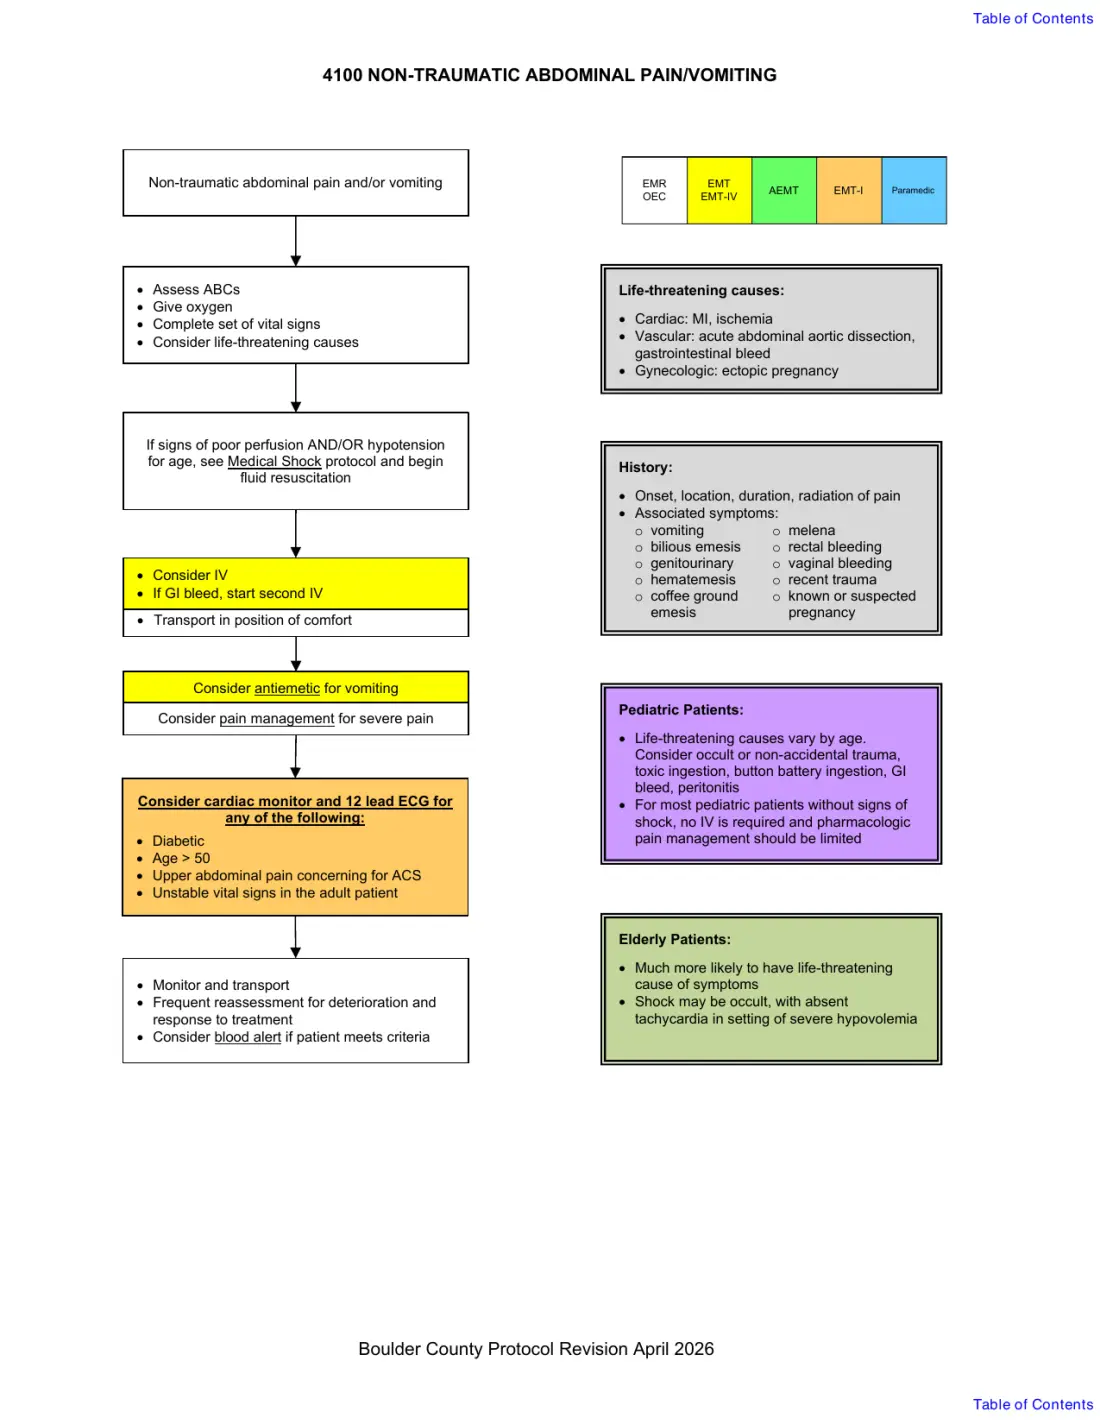 Table of Contents
4100 NON-TRAUMATIC ABDOMINAL PAIN/VOMITING
Non-traumatic abdominal pain and/or vomiting
• Assess ABCs
• Give oxygen
• Complete set of vital signs
• Consider life-threatening causes
If signs of poor perfusion AND/OR hypotension
for age, see Medical Shock protocol and begin
fluid resuscitation
• Consider IV
• If GI bleed, start second IV
• Transport in position of comfort
Consider antiemetic for vomiting
Consider pain management for severe pain
Consider cardiac monitor and 12 lead ECG for
any of the following:
• Diabetic
• Age > 50
• Upper abdominal pain concerning for ACS
• Unstable vital signs in the adult patient
• Monitor and transport
• Frequent reassessment for deterioration and
response to treatment
• Consider blood alert if patient meets criteria
EMR
OEC
EMT
EMT-IV
AEMT
EMT-I
Paramedic
Life-threatening causes:
• Cardiac: MI, ischemia
• Vascular: acute abdominal aortic dissection,
gastrointestinal bleed
• Gynecologic: ectopic pregnancy
History:
• Onset, location, duration, radiation of pain
• Associated symptoms:
o vomiting
o bilious emesis
o genitourinary
o hematemesis
o coffee ground
emesis
o melena
o rectal bleeding
o vaginal bleeding
o recent trauma
o known or suspected
pregnancy
Pediatric Patients:
• Life-threatening causes vary by age.
Consider occult or non-accidental trauma,
toxic ingestion, button battery ingestion, GI
bleed, peritonitis
• For most pediatric patients without signs of
shock, no IV is required and pharmacologic
pain management should be limited
Elderly Patients:
• Much more likely to have life-threatening
cause of symptoms
• Shock may be occult, with absent
tachycardia in setting of severe hypovolemia
Boulder County Protocol Revision April 2026
Table of Contents